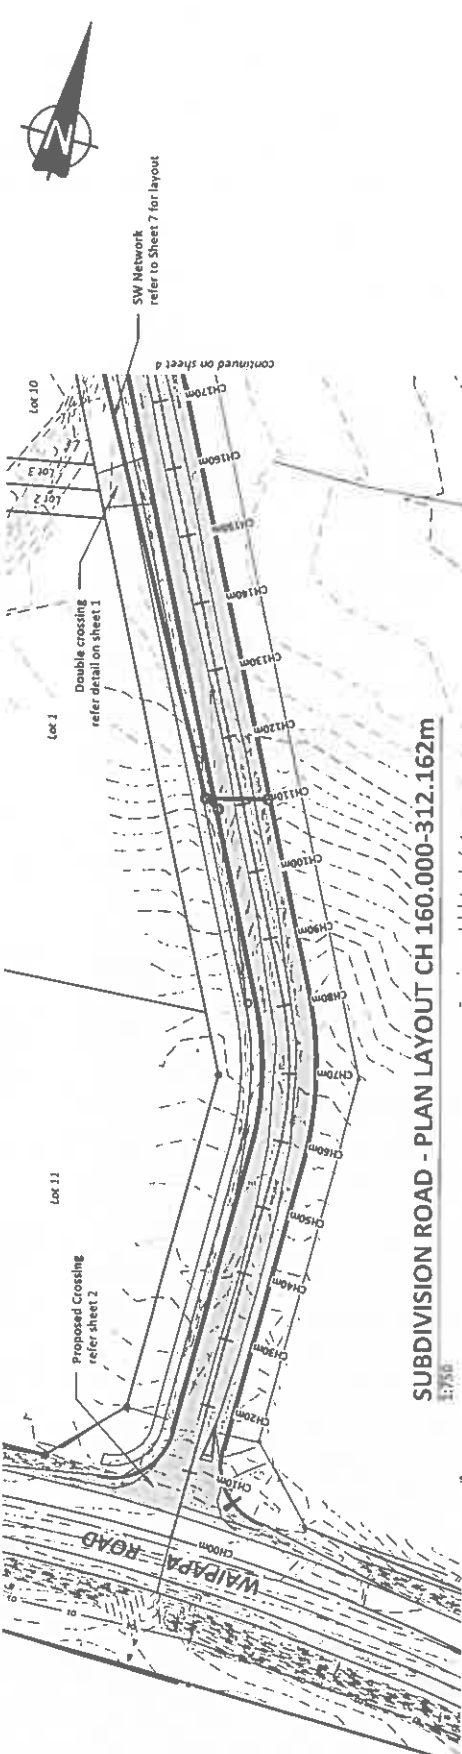 N
SW Network
refer to Sheet 7 for layout
continued on sheet 4
Lot 10
Lot 3
Lot 2
Double crossing
refer detail on sheet 1
Lot 1
CH170m
CH160m
CH150m
CH140m
CH130m
CH120m
CH110m
CH100m
CH90m
CH80m
CH70m
CH60m
CH50m
CH40m
CH30m
CH20m
CH10m
CH00m
Lot 11
Proposed Crossing
refer sheet 2
WAIPAPA ROAD
SUBDIVISION ROAD - PLAN LAYOUT CH 160.000-312.162m
1:750